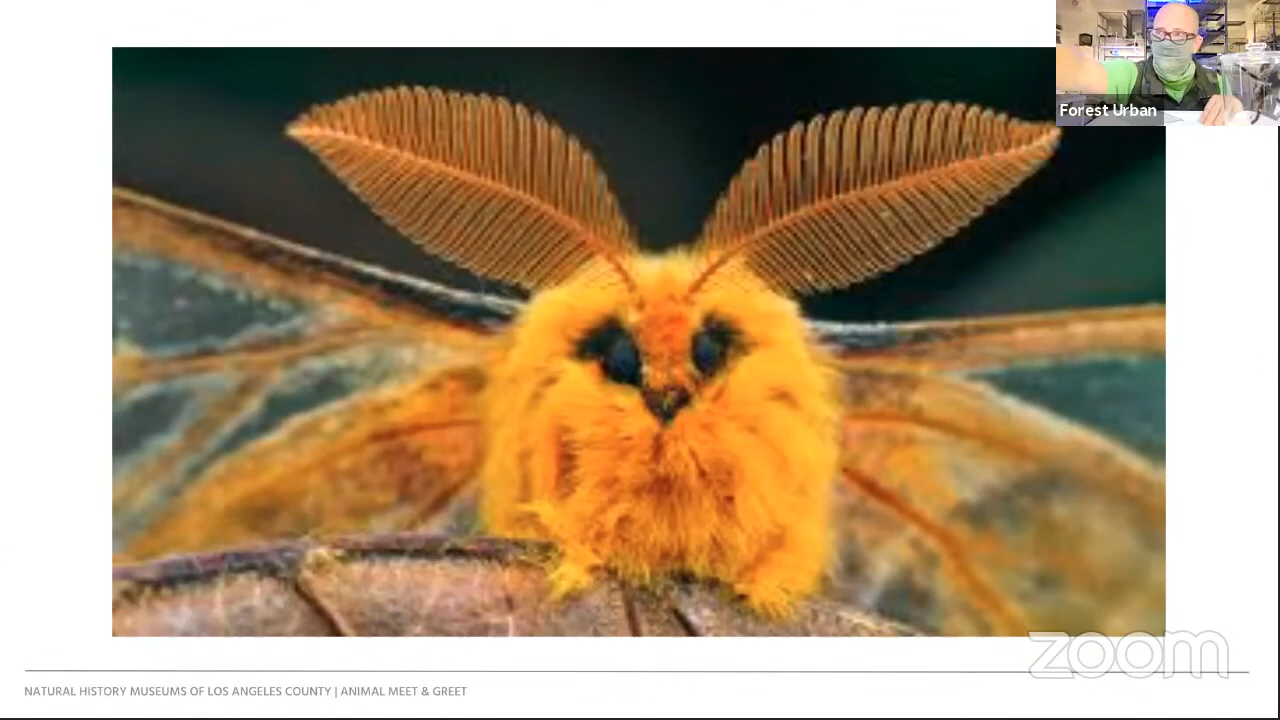 Forest Urban
zoom
NATURAL HISTORY MUSEUMS OF LOS ANGELES COUNTY | ANIMAL MEET & GREET